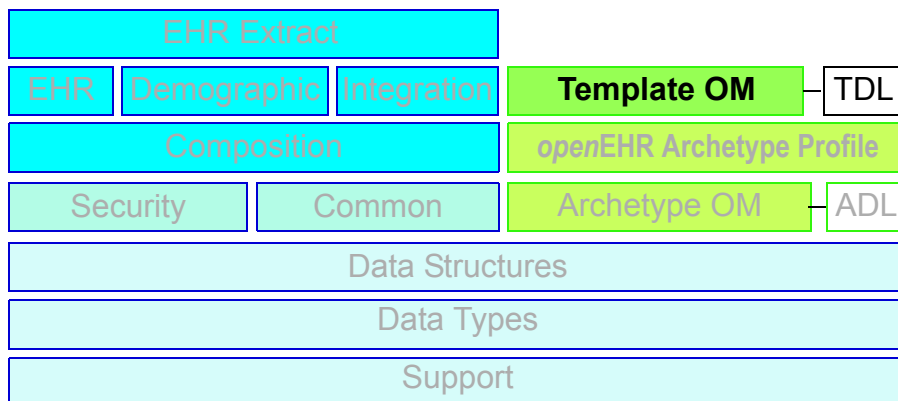 EHR Extract
EHR Demographic Integration Template OM TDL
Composition openEHR Archetype Profile
Security Common Archetype OM ADL
Data Structures
Data Types
Support